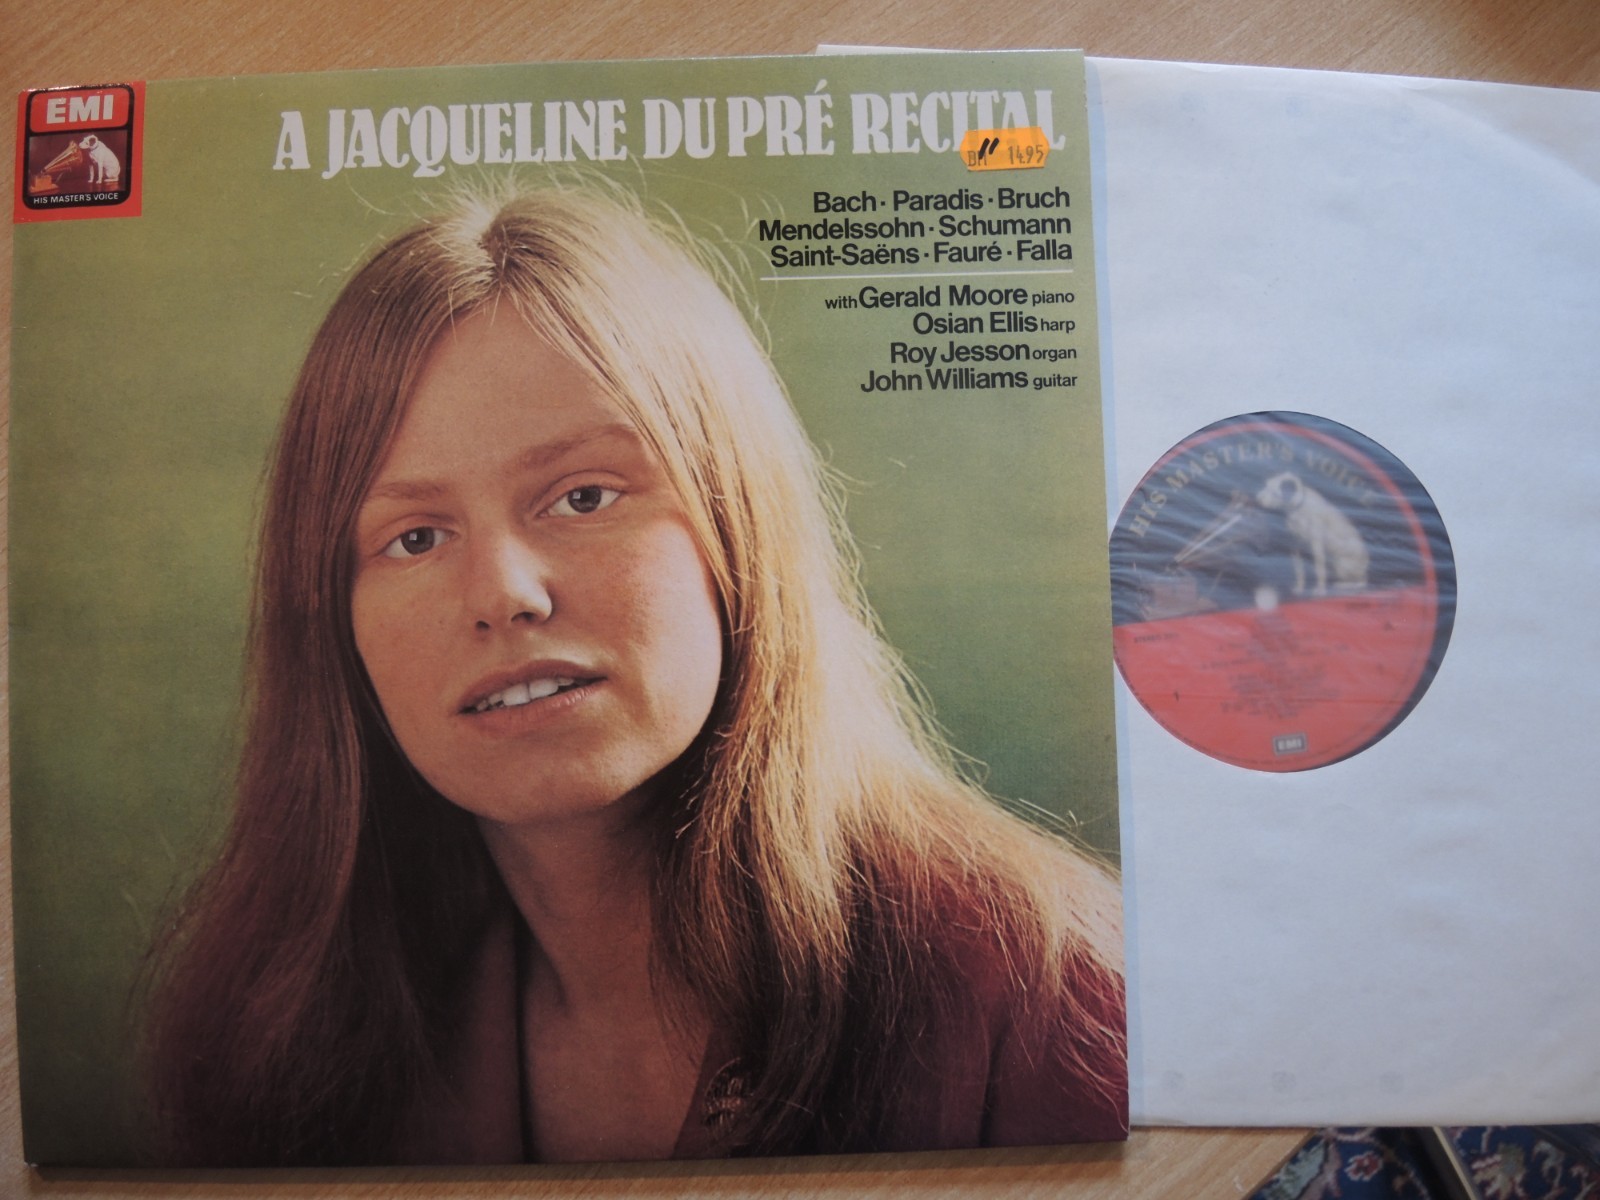 EMI
HIS MASTER'S VOICE
A JACQUELINE DU PRÉ RECITAL
DM 14.95
Bach · Paradis · Bruch
Mendelssohn · Schumann
Saint-Saëns · Fauré · Falla
with Gerald Moore piano
Osian Ellis harp
Roy Jesson organ
John Williams guitar
HIS MASTER'S VOICE
EMI